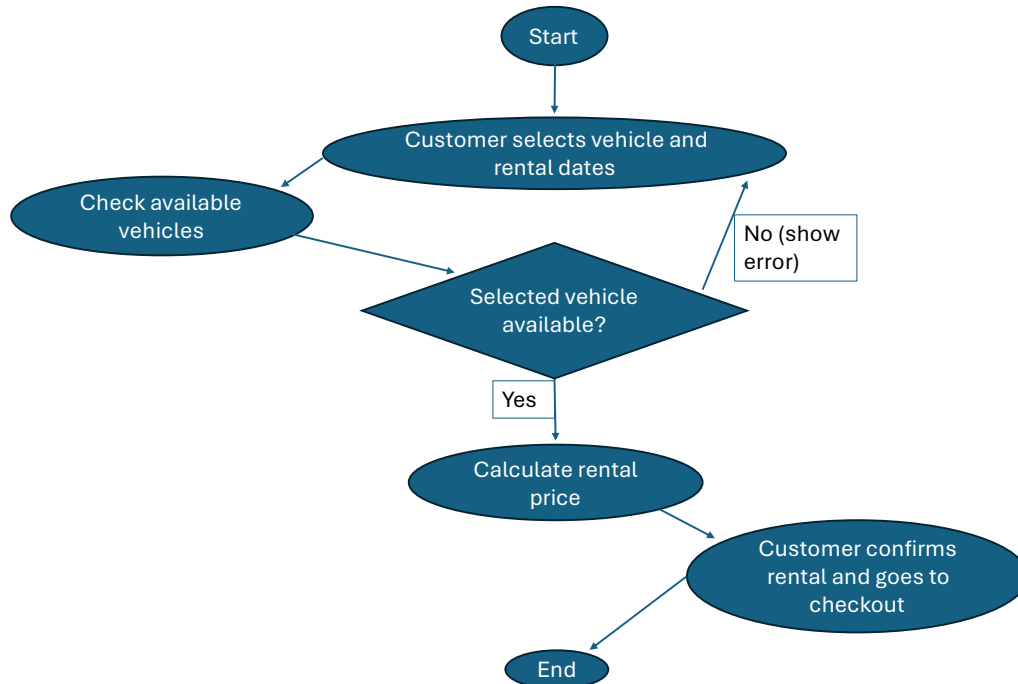 Start
Customer selects vehicle and
rental dates
Check available
vehicles
No (show
error)
Selected vehicle
available?
Yes
Calculate rental
price
Customer confirms
rental and goes to
checkout
End